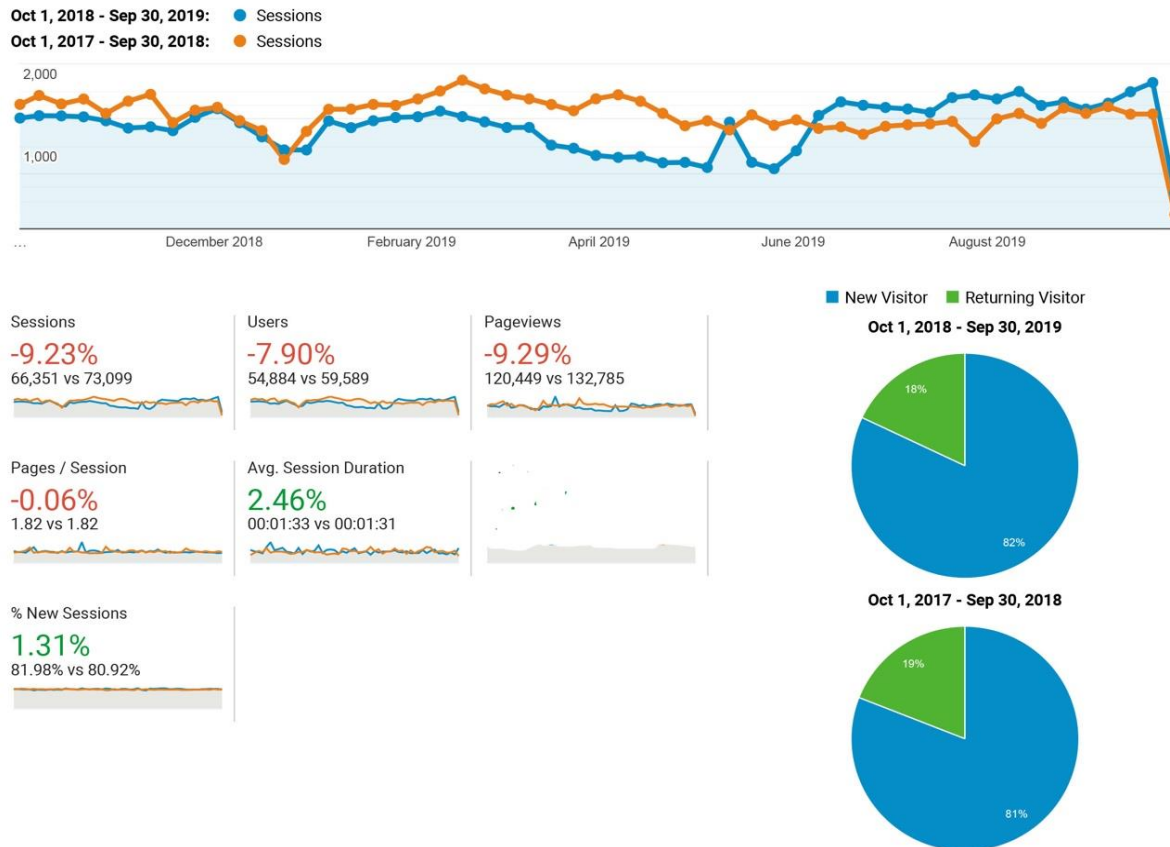 Oct 1, 2018 - Sep 30, 2019: Sessions
Oct 1, 2017 - Sep 30, 2018: Sessions
2,000
1,000
... December 2018 February 2019 April 2019 June 2019 August 2019
Sessions
-9.23%
66,351 vs 73,099
Users
-7.90%
54,884 vs 59,589
Pageviews
-9.29%
120,449 vs 132,785
Pages / Session
-0.06%
1.82 vs 1.82
Avg. Session Duration
2.46%
00:01:33 vs 00:01:31
% New Sessions
1.31%
81.98% vs 80.92%
New Visitor Returning Visitor
Oct 1, 2018 - Sep 30, 2019
18%
82%
Oct 1, 2017 - Sep 30, 2018
19%
81%